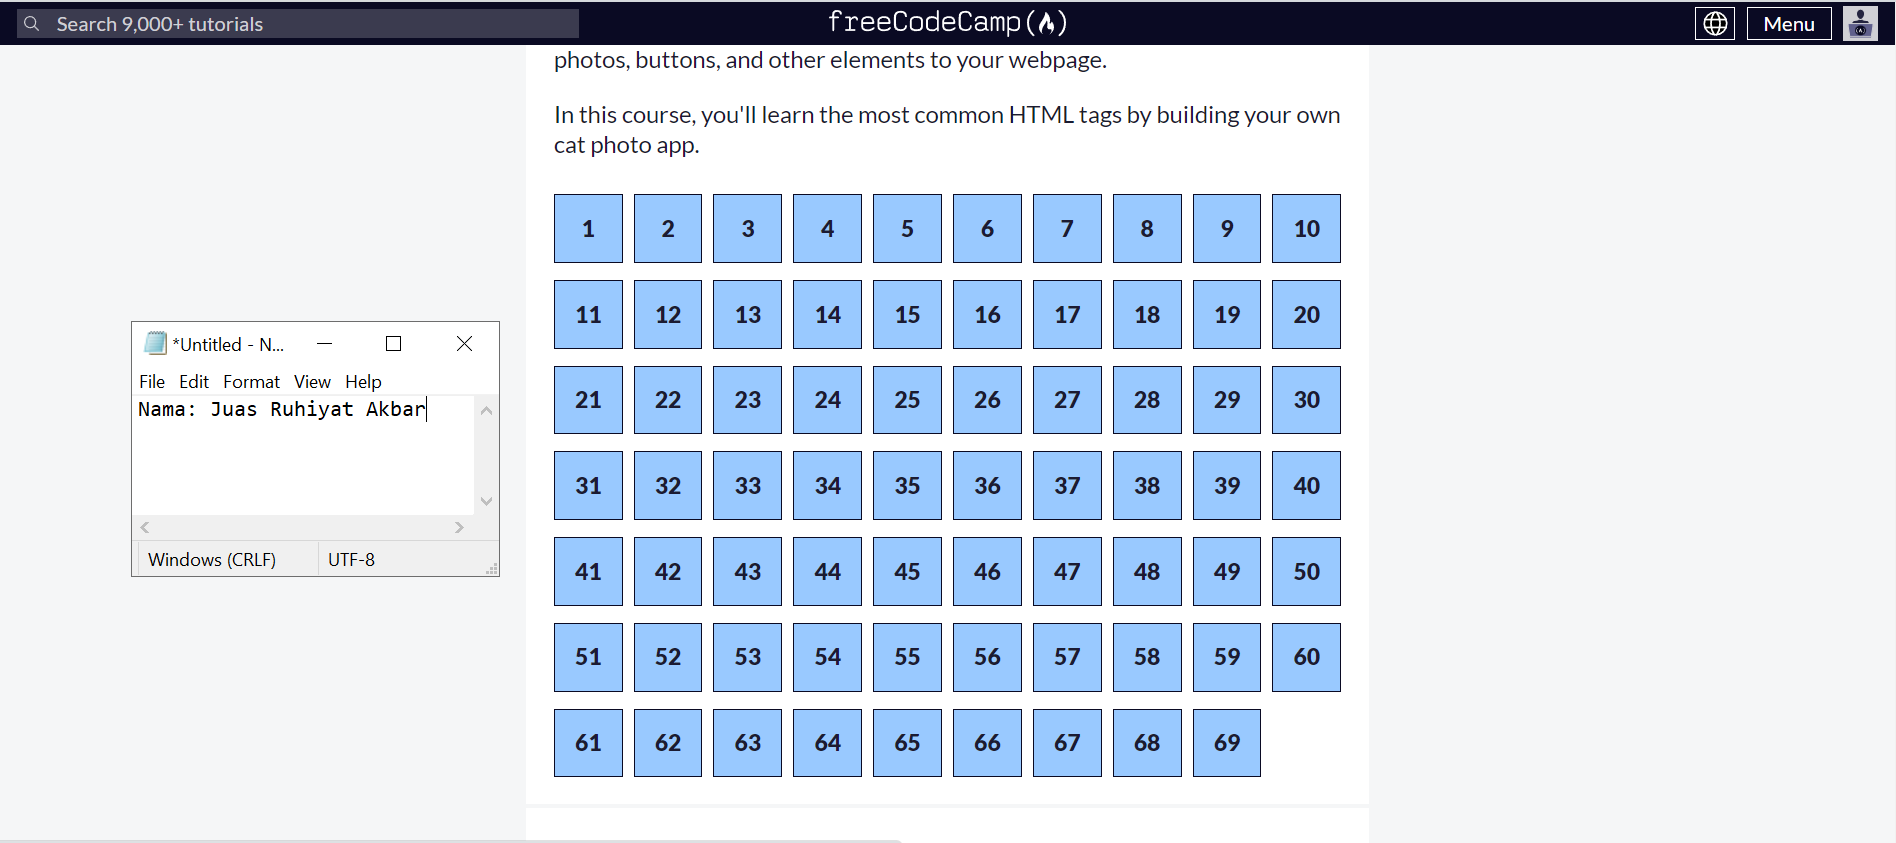 Search 9,000+ tutorials
freeCodeCamp
Menu
photos, buttons, and other elements to your webpage.
In this course, you'll learn the most common HTML tags by building your own
cat photo app.
1 2 3 4 5 6 7 8 9 10
11 12 13 14 15 16 17 18 19 20
21 22 23 24 25 26 27 28 29 30
31 32 33 34 35 36 37 38 39 40
41 42 43 44 45 46 47 48 49 50
51 52 53 54 55 56 57 58 59 60
61 62 63 64 65 66 67 68 69
*Untitled - N...
File Edit Format View Help
Nama: Juas Ruhiyat Akbar
Windows (CRLF) UTF-8